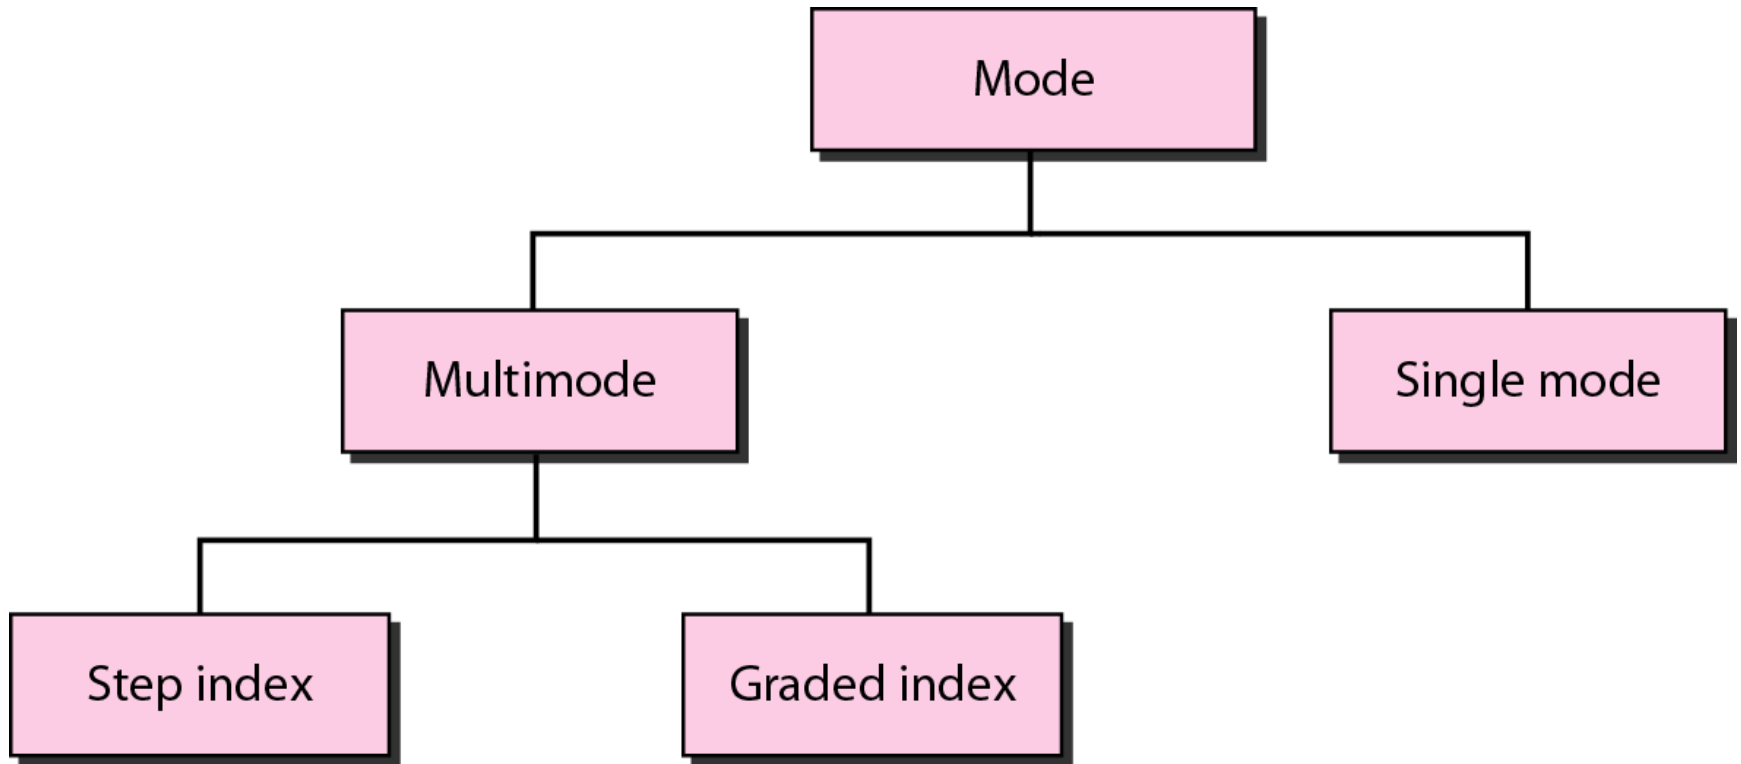 Mode
Multimode
Single mode
Step index
Graded index